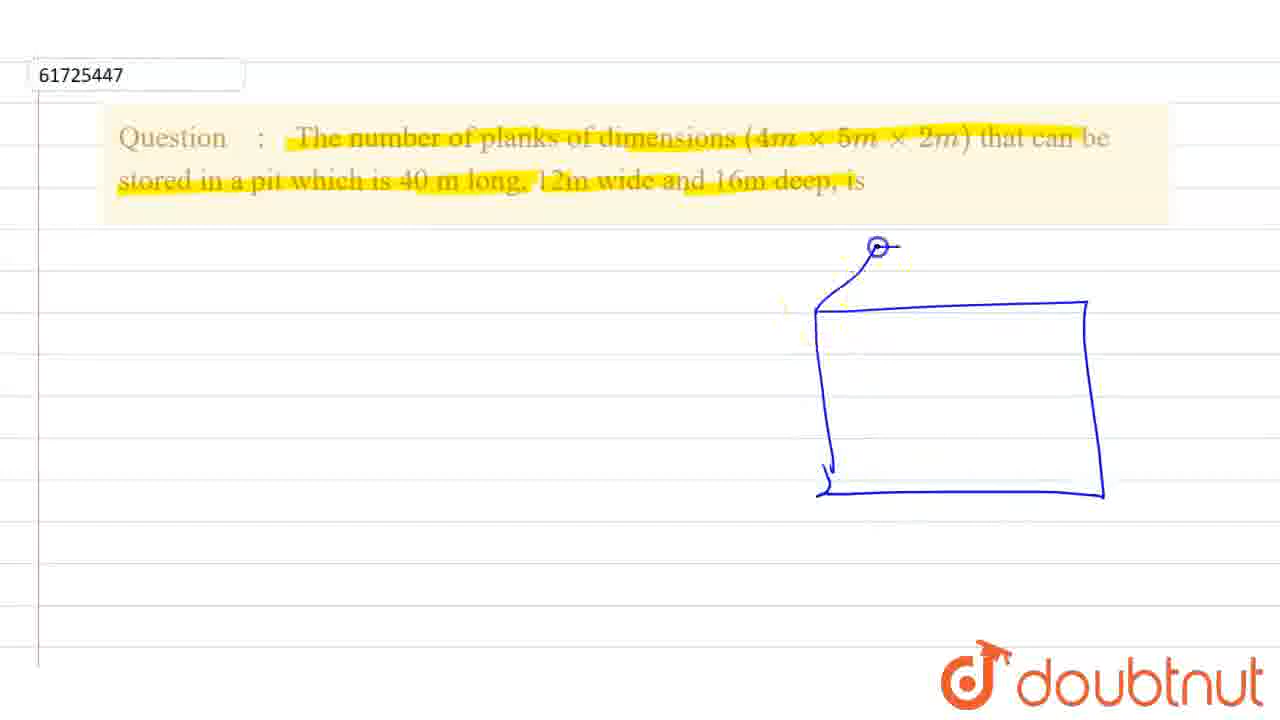 61725447
Question : The number of planks of dimensions (4m × 5m × 2m) that can be
stored in a pit which is 40 m long, 12m wide and 16m deep, is
doubtnut